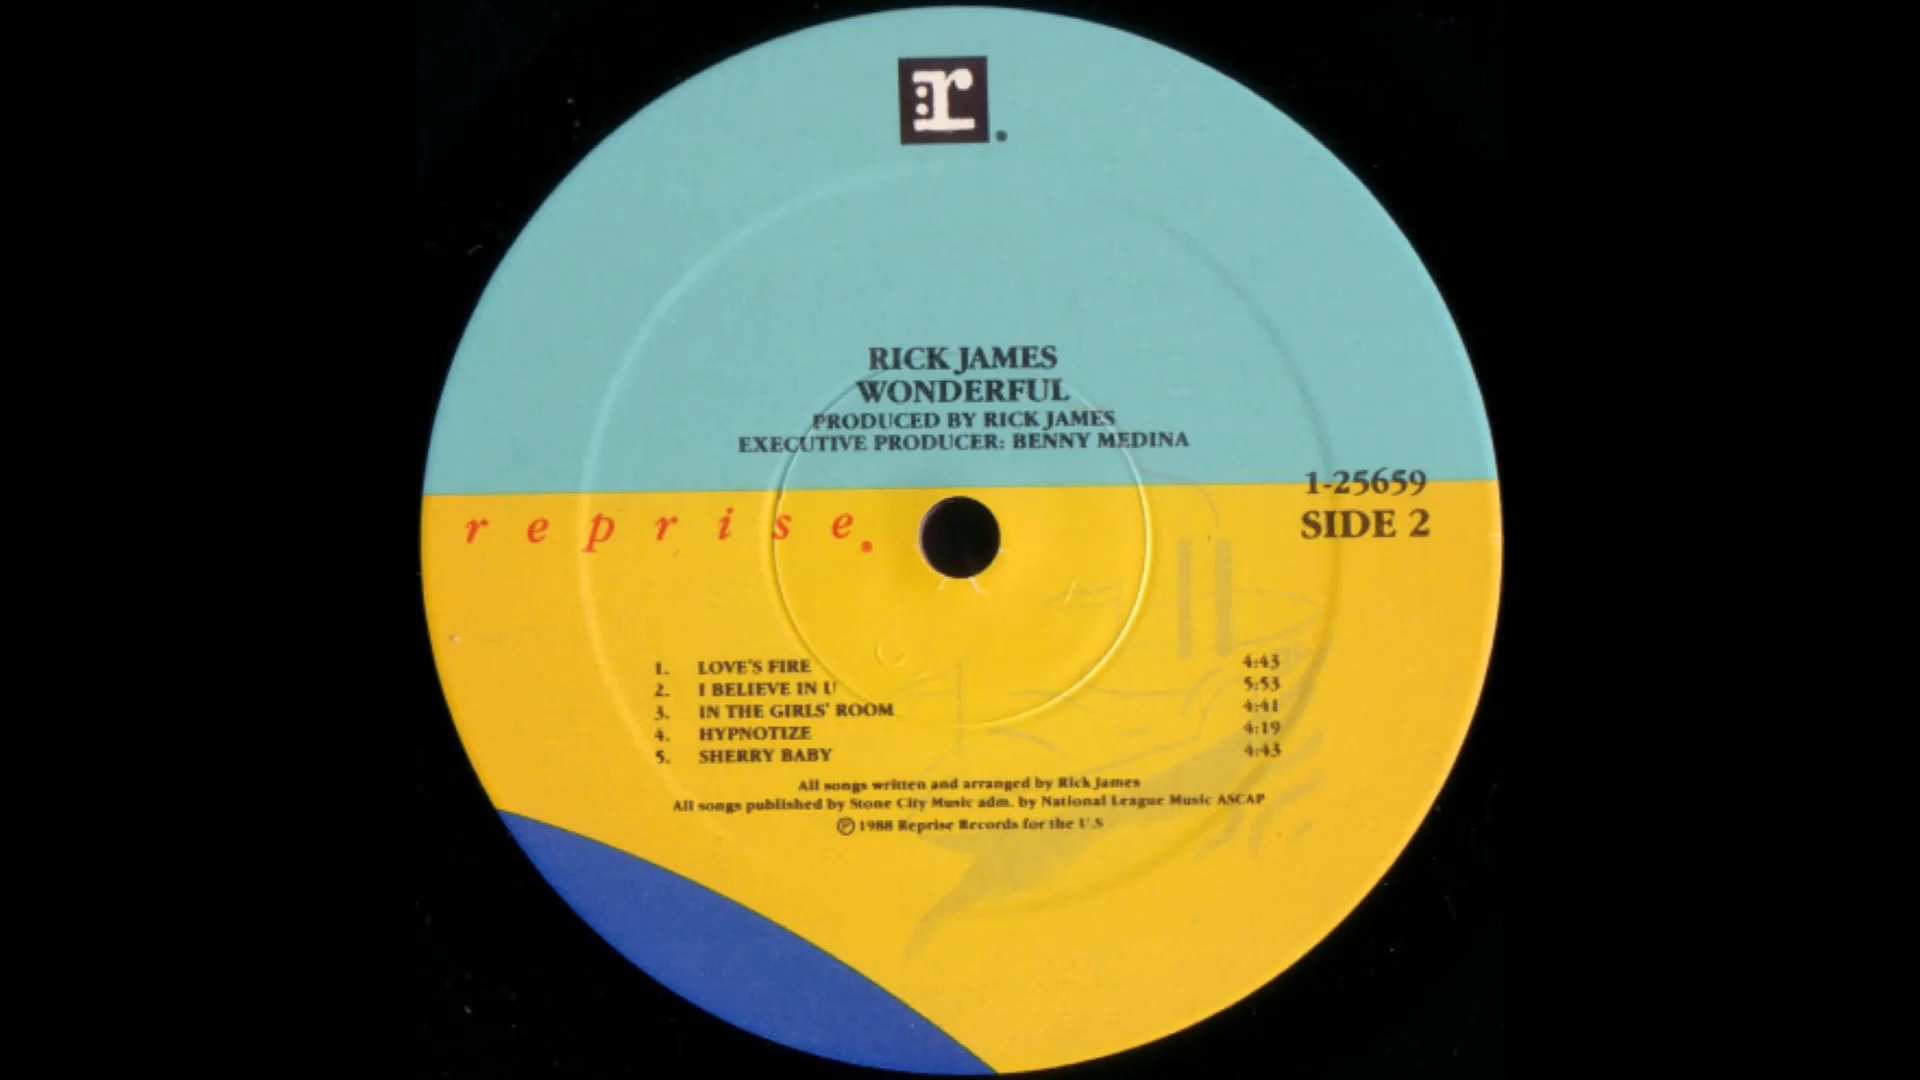 r
RICK JAMES
WONDERFUL
PRODUCED BY RICK JAMES
EXECUTIVE PRODUCER: BENNY MEDINA
1-25659
reprise
SIDE 2
1. LOVE'S FIRE 4:43
2. I BELIEVE IN U 5:53
3. IN THE GIRLS' ROOM 4:41
4. HYPNOTIZE 4:19
5. SHERRY BABY 4:43
All songs written and arranged by Rick James
All songs published by Stone City Music adm. by National League Music ASCAP
℗ 1988 Reprise Records for the U.S